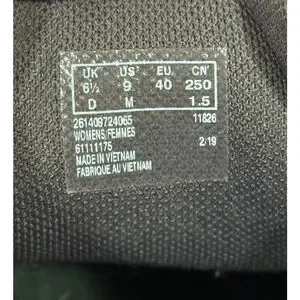 UK US EU. CN'
6½ 9 40 250
D M 1.5
261409724065 11826
WOMENS/FEMMES
61111175 2/19
MADE IN VIETNAM
FABRIQUE AU VIETNAM